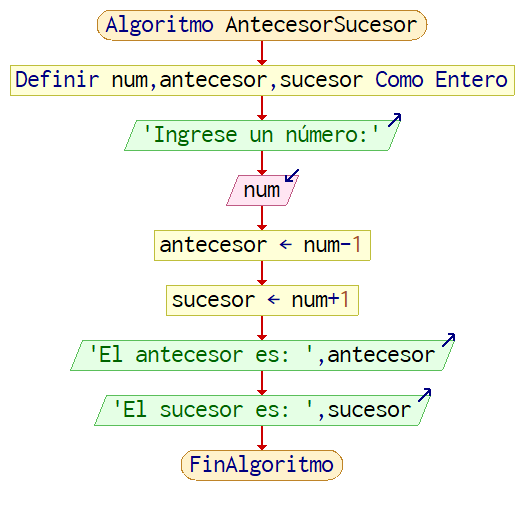 Algoritmo AntecesorSucesor
Definir num,antecesor,sucesor Como Entero
'Ingrese un número:'
num
antecesor ← num-1
sucesor ← num+1
'El antecesor es: ',antecesor
'El sucesor es: ',sucesor
FinAlgoritmo